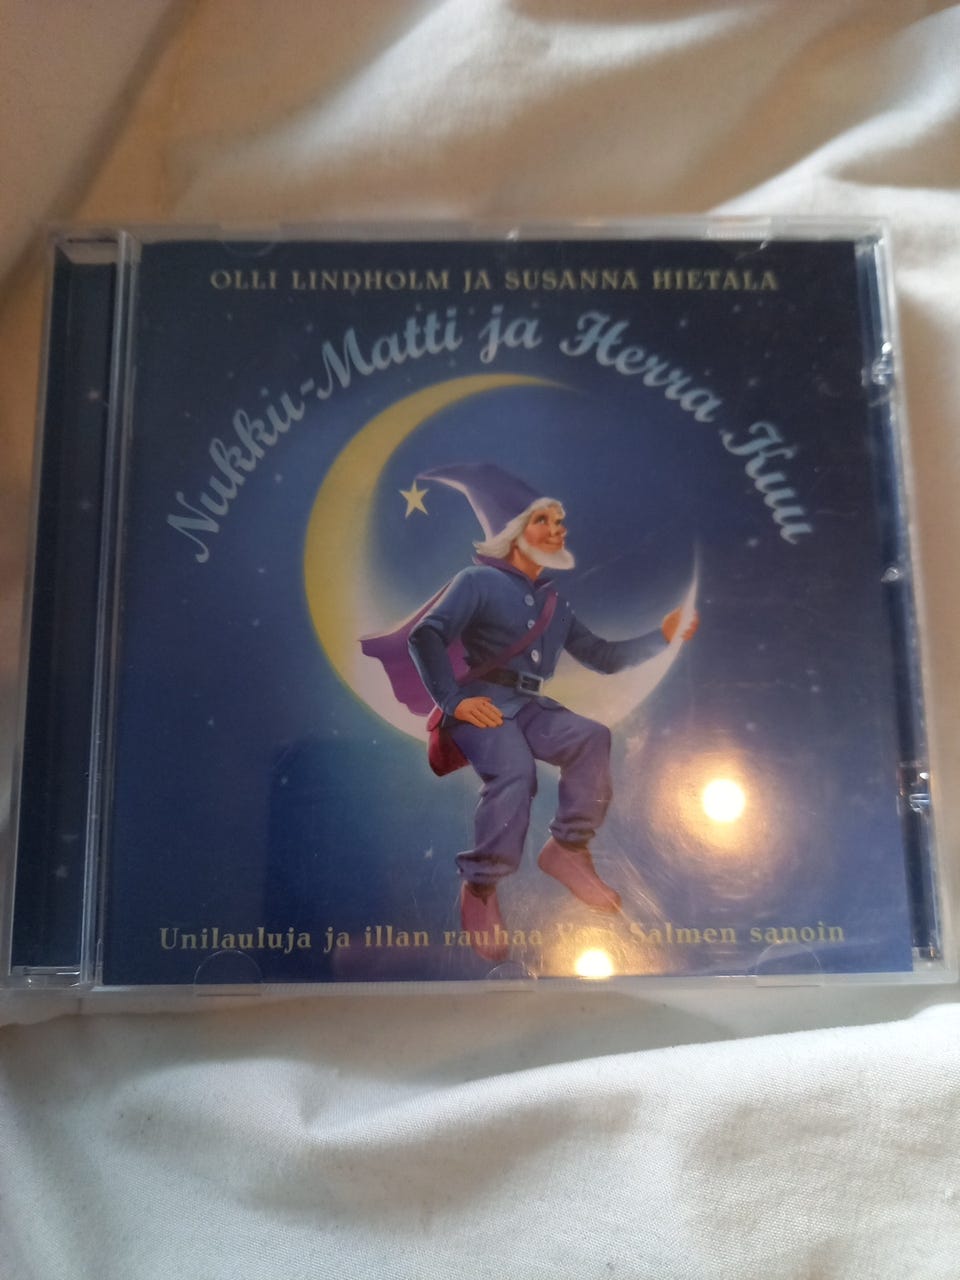 OLLI LINDHOLM JA SUSANNA HIETALA
Nukku-Matti ja Herra Kuu
Unilauluja ja illan rauhaa Salmen sanoin